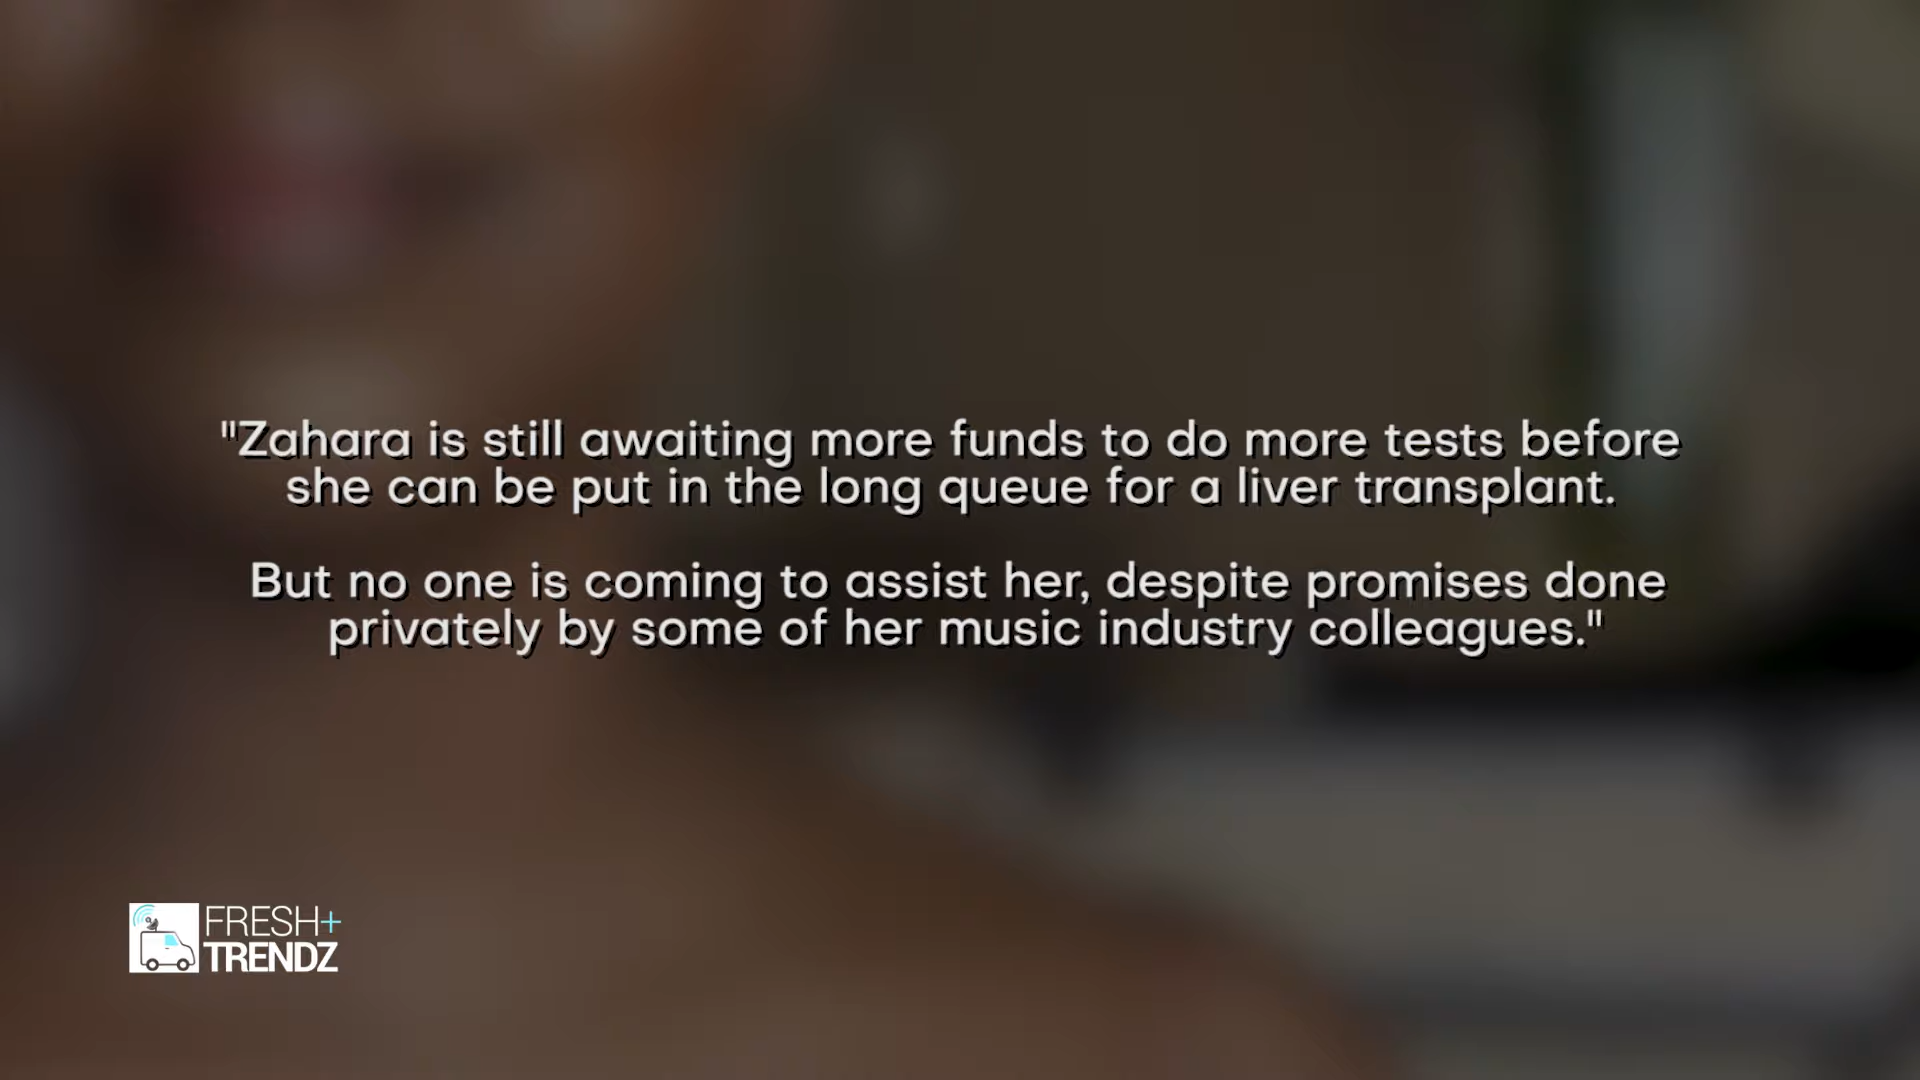 "Zahara is still awaiting more funds to do more tests before
she can be put in the long queue for a liver transplant.
But no one is coming to assist her, despite promises done
privately by some of her music industry colleagues."
FRESH+
TRENDZ